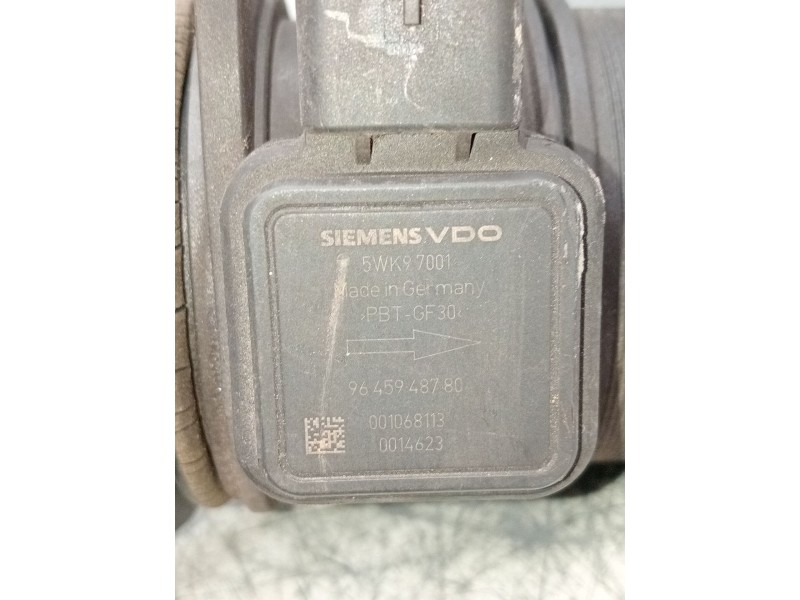 SIEMENS VDO
5WK9 7001
Made in Germany
>PBT-GF30<
96 459 487 80
001068113
0014623